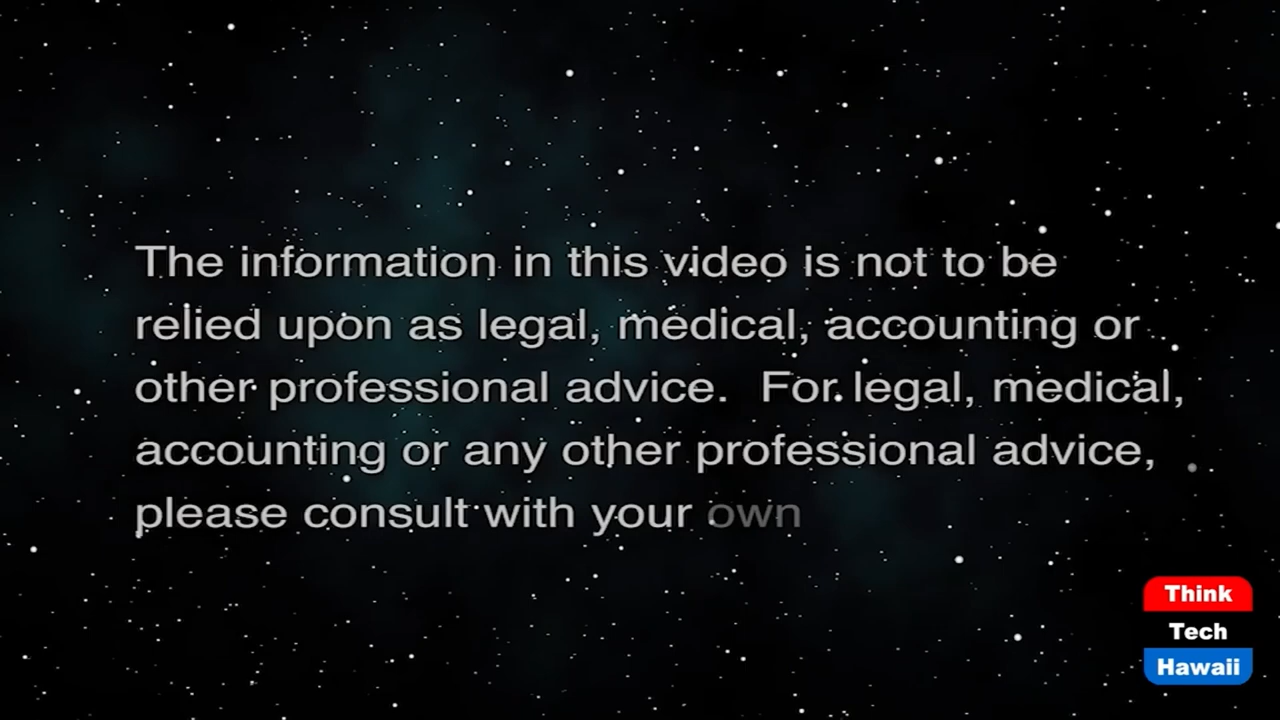 The information in this video is not to be
relied upon as legal, medical, accounting or
other professional advice.  For legal, medical,
accounting or any other professional advice,
please consult with your own
Think
Tech
Hawaii